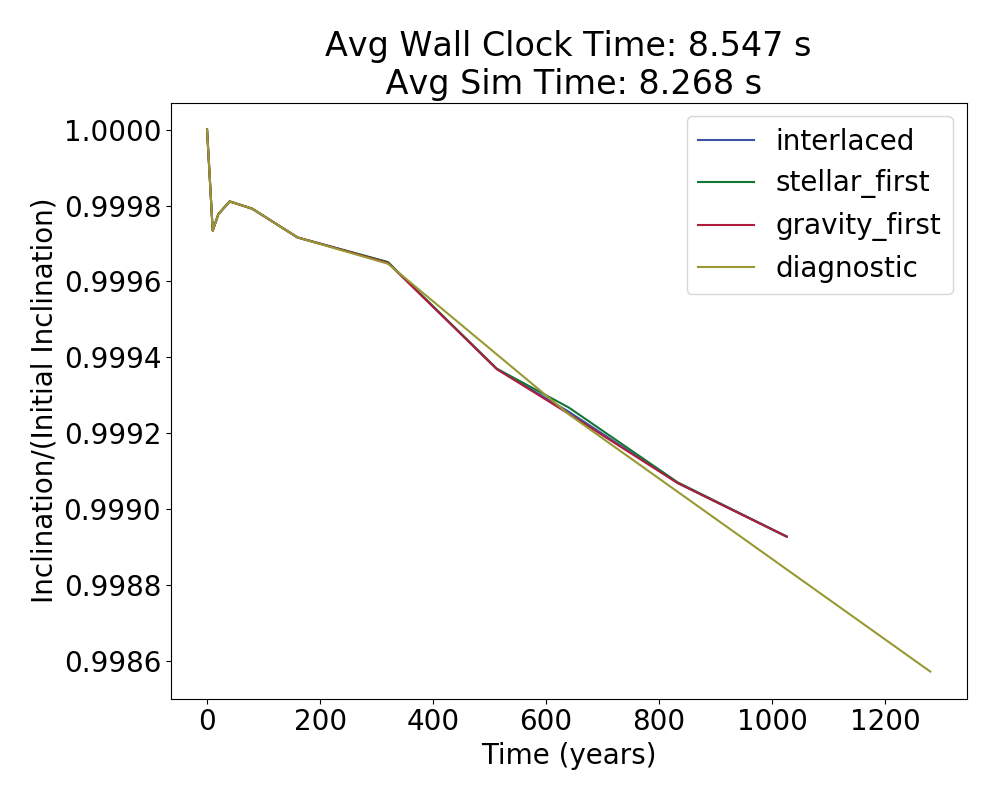 Avg Wall Clock Time: 8.547 s
Avg Sim Time: 8.268 s
interlaced
stellar_first
gravity_first
diagnostic
1.0000
0.9998
0.9996
0.9994
0.9992
0.9990
0.9988
0.9986
Inclination/(Initial Inclination)
0 200 400 600 800 1000 1200
Time (years)